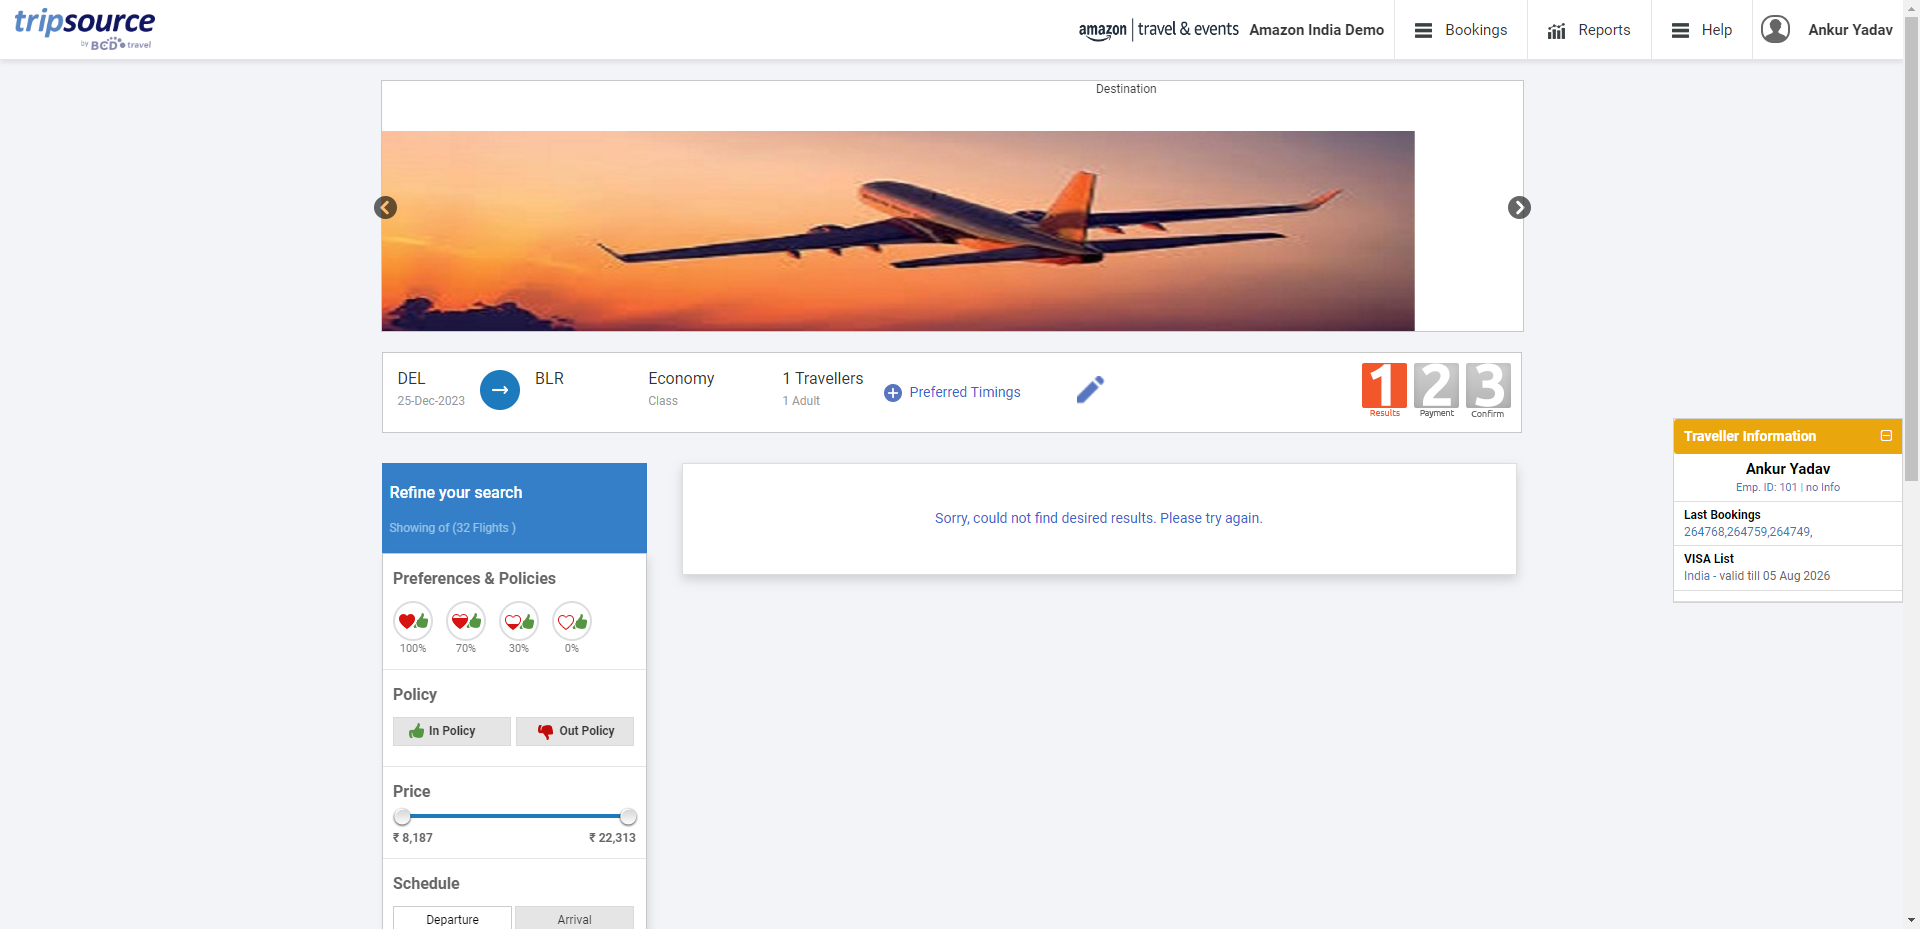 tripsource
by BCD travel
amazon travel & events Amazon India Demo
Bookings
Reports
Help
Ankur Yadav
Destination
DEL
25-Dec-2023
BLR
Economy
Class
1 Travellers
1 Adult
Preferred Timings
1 2 3
Results Payment Confirm
Traveller Information
Ankur Yadav
Emp. ID: 101 | no Info
Last Bookings
264768,264759,264749,
VISA List
India - valid till 05 Aug 2026
Refine your search
Showing of (32 Flights )
Sorry, could not find desired results. Please try again.
Preferences & Policies
100% 70% 30% 0%
Policy
In Policy Out Policy
Price
₹ 8,187 ₹ 22,313
Schedule
Departure Arrival